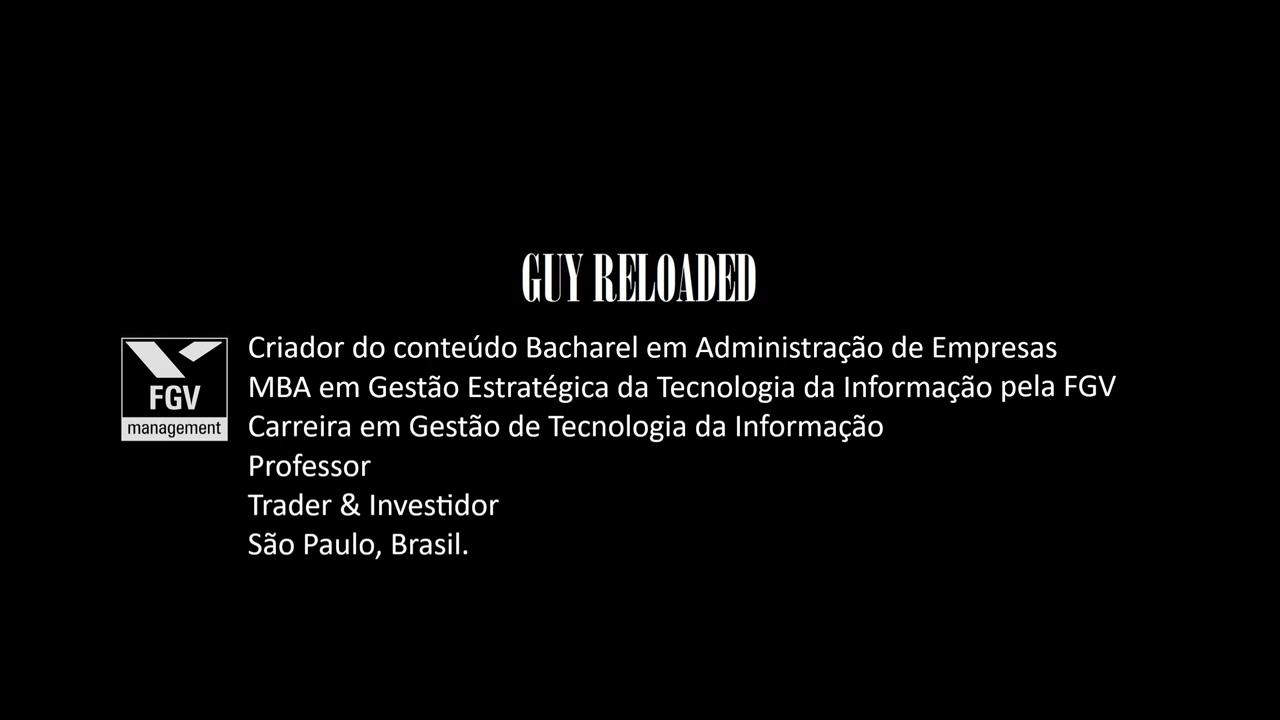 GUY RELOADED
FGV
management
Criador do conteúdo Bacharel em Administração de Empresas
MBA em Gestão Estratégica da Tecnologia da Informação pela FGV
Carreira em Gestão de Tecnologia da Informação
Professor
Trader & Investidor
São Paulo, Brasil.